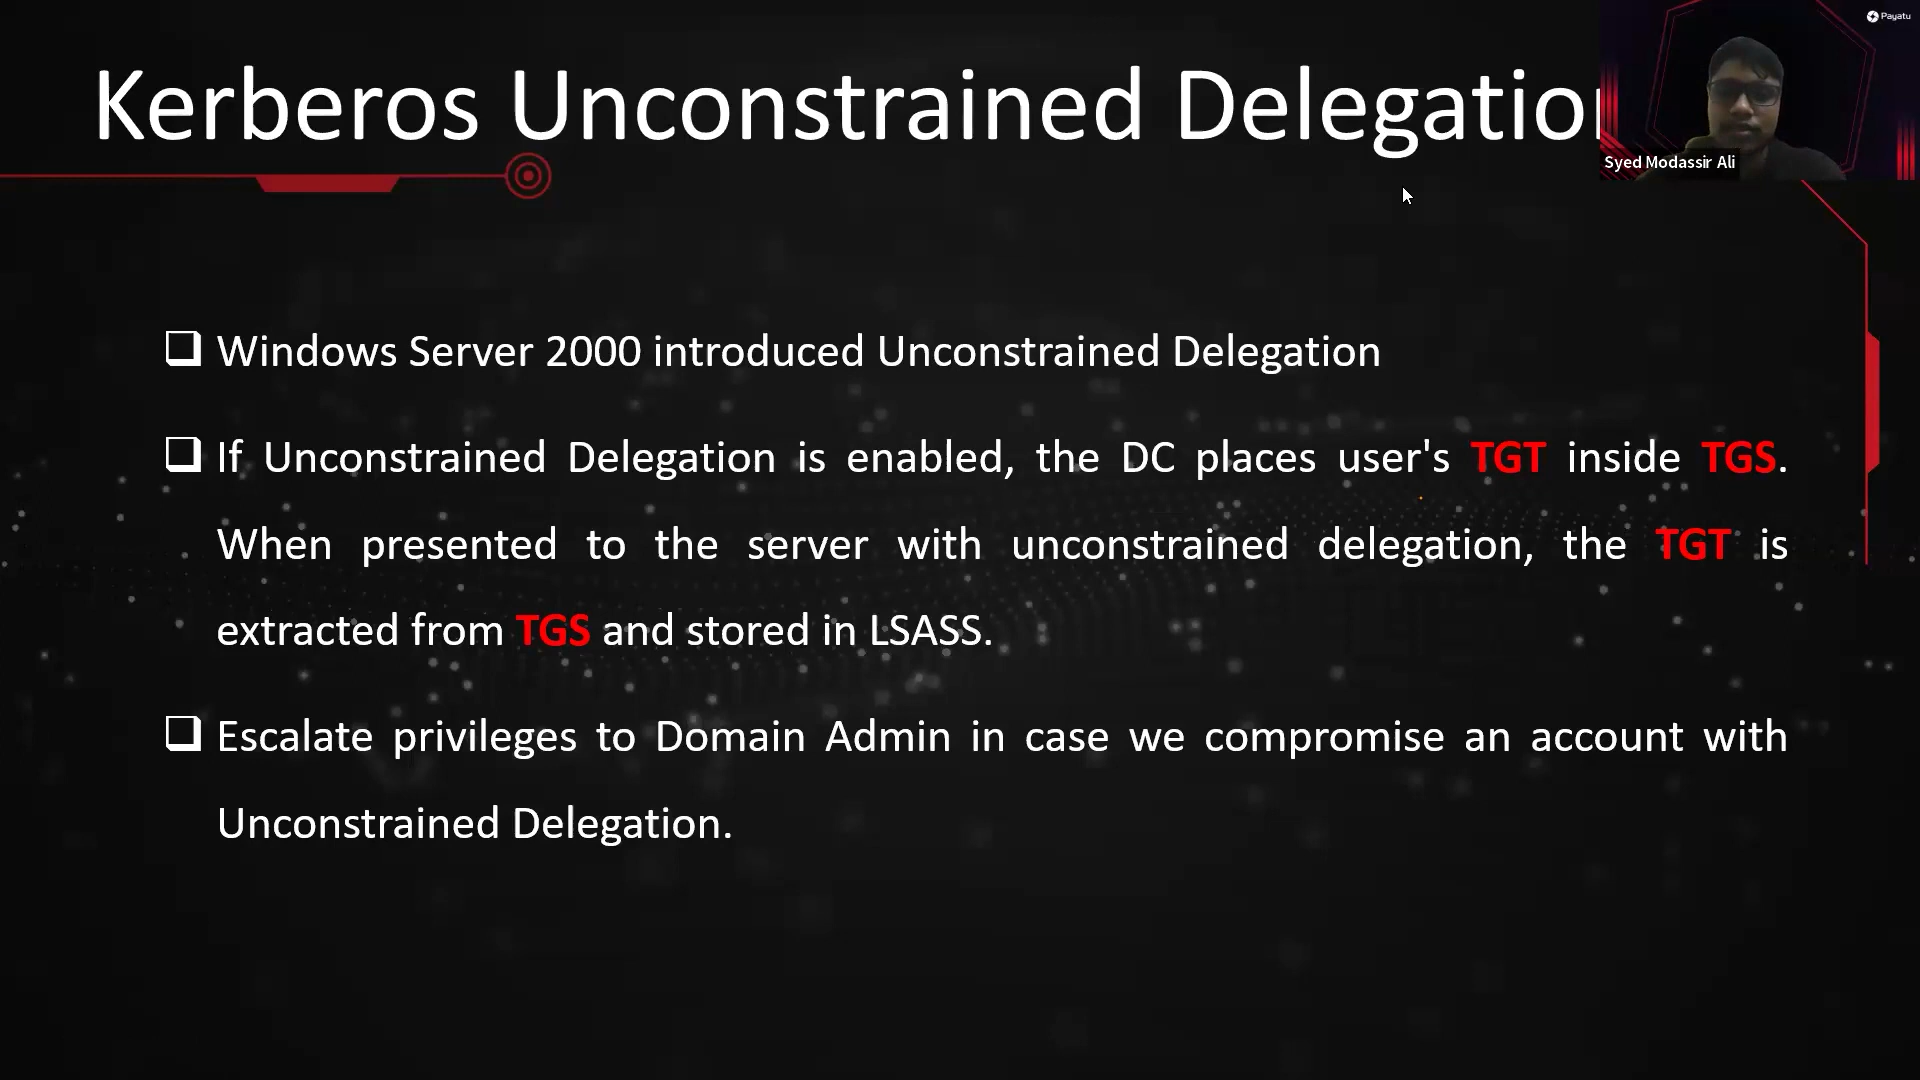 Payatu
Kerberos Unconstrained Delegation
Syed Modassir Ali
Windows Server 2000 introduced Unconstrained Delegation
If Unconstrained Delegation is enabled, the DC places user's TGT inside TGS.
When presented to the server with unconstrained delegation, the TGT is
extracted from TGS and stored in LSASS.
Escalate privileges to Domain Admin in case we compromise an account with
Unconstrained Delegation.